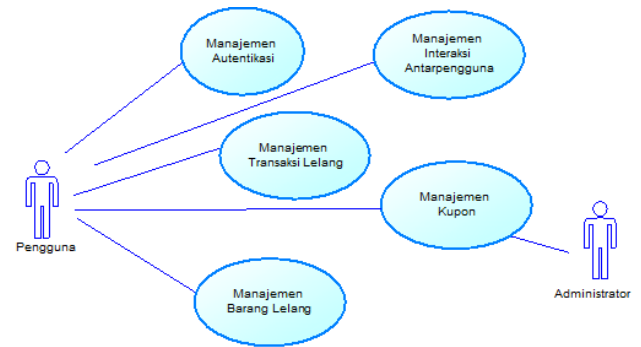 Manajemen
Autentikasi
Manajemen
Interaksi
Antarpengguna
Manajemen
Transaksi Lelang
Manajemen
Kupon
Pengguna
Administrator
Manajemen
Barang Lelang